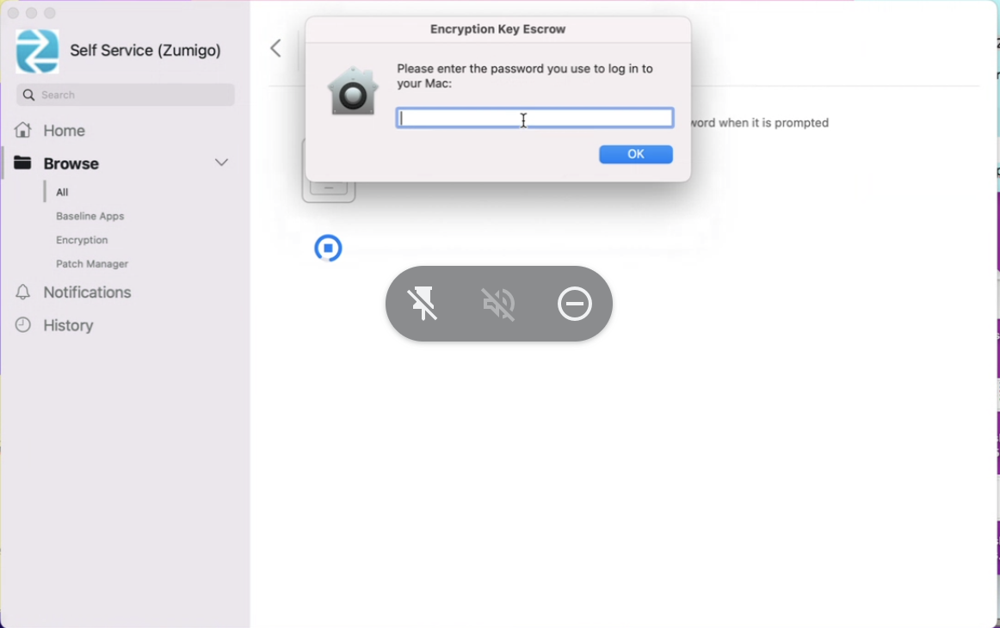 Encryption Key Escrow
Self Service (Zumigo)
Please enter the password you use to log in to
your Mac:
Search
word when it is prompted
Home
OK
Browse
All
Baseline Apps
Encryption
Patch Manager
Notifications
History